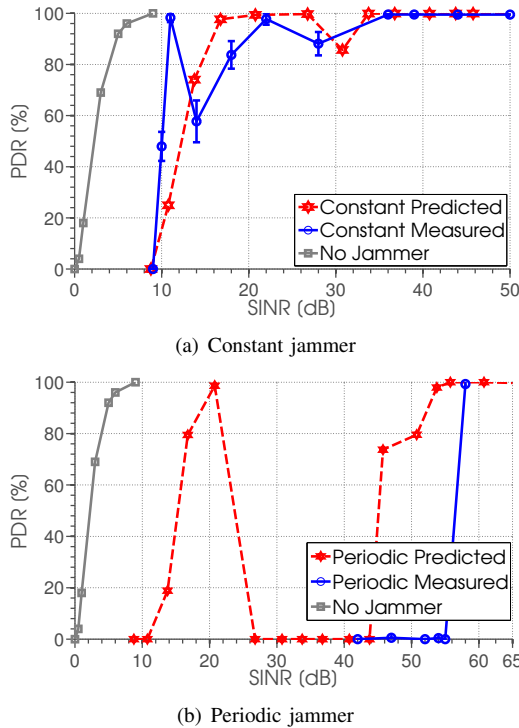 100
80
60
40
20
0
PDR (%)
Constant Predicted
Constant Measured
No Jammer
0 10 20 30 40 50
SINR (dB)
(a) Constant jammer
100
80
60
40
20
0
PDR (%)
Periodic Predicted
Periodic Measured
No Jammer
0 10 20 30 40 50 60 65
SINR (dB)
(b) Periodic jammer